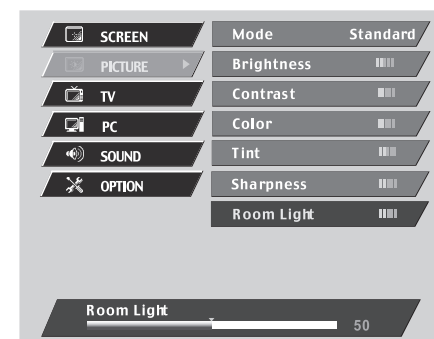 SCREEN
PICTURE
TV
PC
SOUND
OPTION
Mode Standard
Brightness
Contrast
Color
Tint
Sharpness
Room Light
Room Light
50